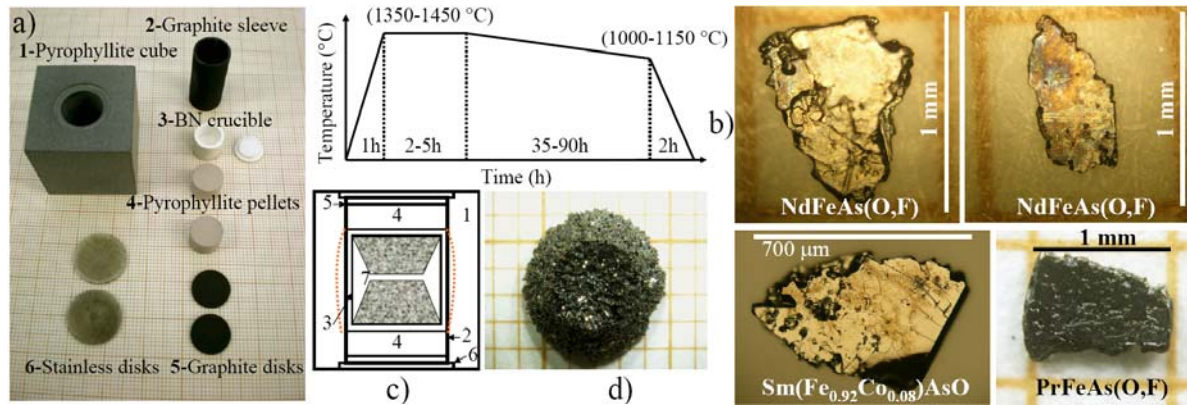 a)
2-Graphite sleeve
1-Pyrophyllite cube
3-BN crucible
4-Pyrophyllite pellets
6-Stainless disks
5-Graphite disks
(1350-1450 °C)
(1000-1150 °C)
Temperature (°C)
1h
2-5h
35-90h
2h
Time (h)
5
4
1
7
3
4
2
6
c)
d)
b)
1 mm
NdFeAs(O,F)
1 mm
NdFeAs(O,F)
700 μm
Sm(Fe0.92Co0.08)AsO
1 mm
PrFeAs(O,F)